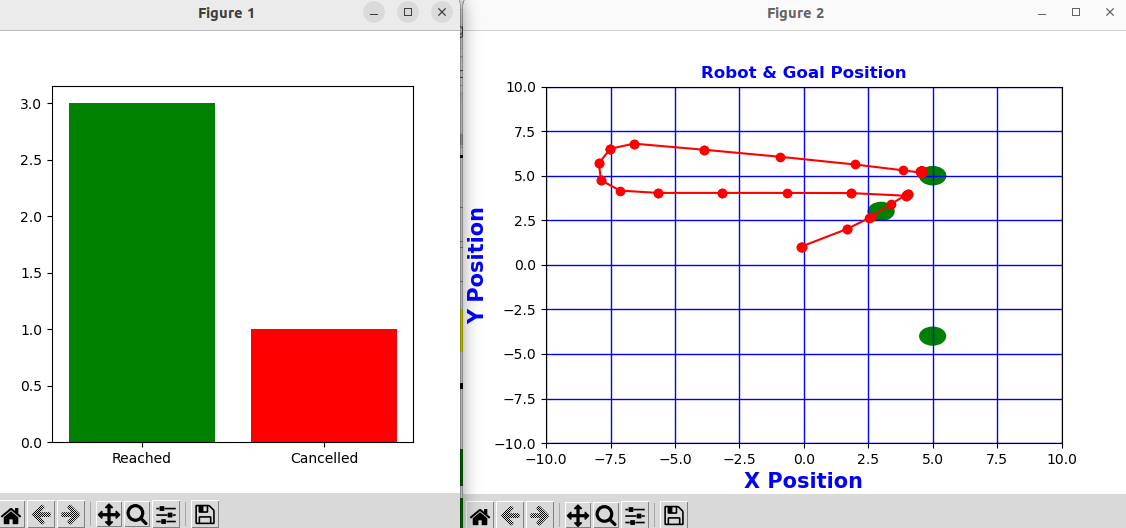 Figure 1
3.0
2.5
2.0
1.5
1.0
0.5
0.0
Reached Cancelled
Figure 2
Robot & Goal Position
10.0
7.5
5.0
2.5
0.0
−2.5
−5.0
−7.5
−10.0
Y Position
−10.0 −7.5 −5.0 −2.5 0.0 2.5 5.0 7.5 10.0
X Position